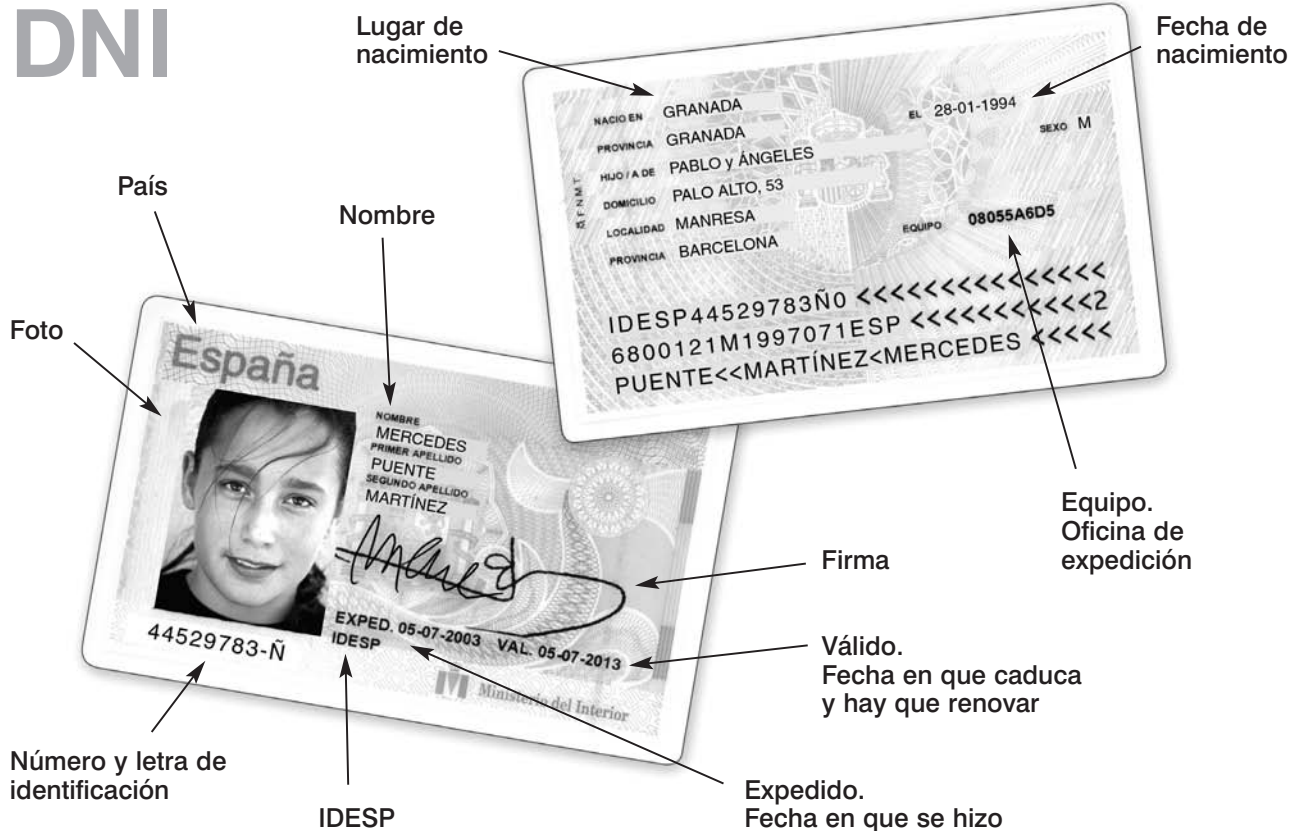 DNI
Lugar de
nacimiento
Fecha de
nacimiento
NACIO EN GRANADA
EL 28-01-1994
PROVINCIA GRANADA
SEXO M
HIJO / A DE PABLO y ÁNGELES
DOMICILIO PALO ALTO, 53
LOCALIDAD MANRESA
EQUIPO 08055A6D5
PROVINCIA BARCELONA
IDESP44529783Ñ0 <<<<<<<<<<<<<<<
6800121M1997071ESP <<<<<<<<<<<2
PUENTE<<MARTÍNEZ<MERCEDES <<<<<
País
Nombre
Foto
España
NOMBRE
MERCEDES
PRIMER APELLIDO
PUENTE
SEGUNDO APELLIDO
MARTÍNEZ
EXPED. 05-07-2003 VAL. 05-07-2013
IDESP
44529783-Ñ
Ministerio del Interior
Equipo.
Oficina de
expedición
Firma
Válido.
Fecha en que caduca
y hay que renovar
Número y letra de
identificación
IDESP
Expedido.
Fecha en que se hizo